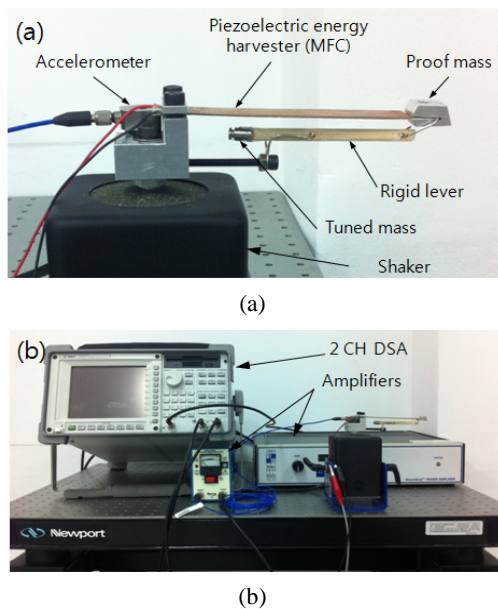 (a)
Piezoelectric energy
harvester (MFC)
Accelerometer
Proof mass
Rigid lever
Tuned mass
Shaker
(a)
(b)
2 CH DSA
Amplifiers
Newport
(b)